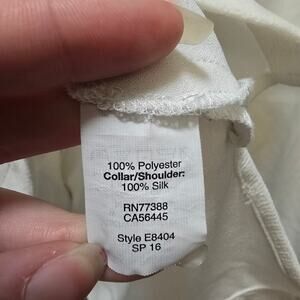 100% Polyester
Collar/Shoulder:
100% Silk
RN77388
CA56445
Style E8404
SP 16